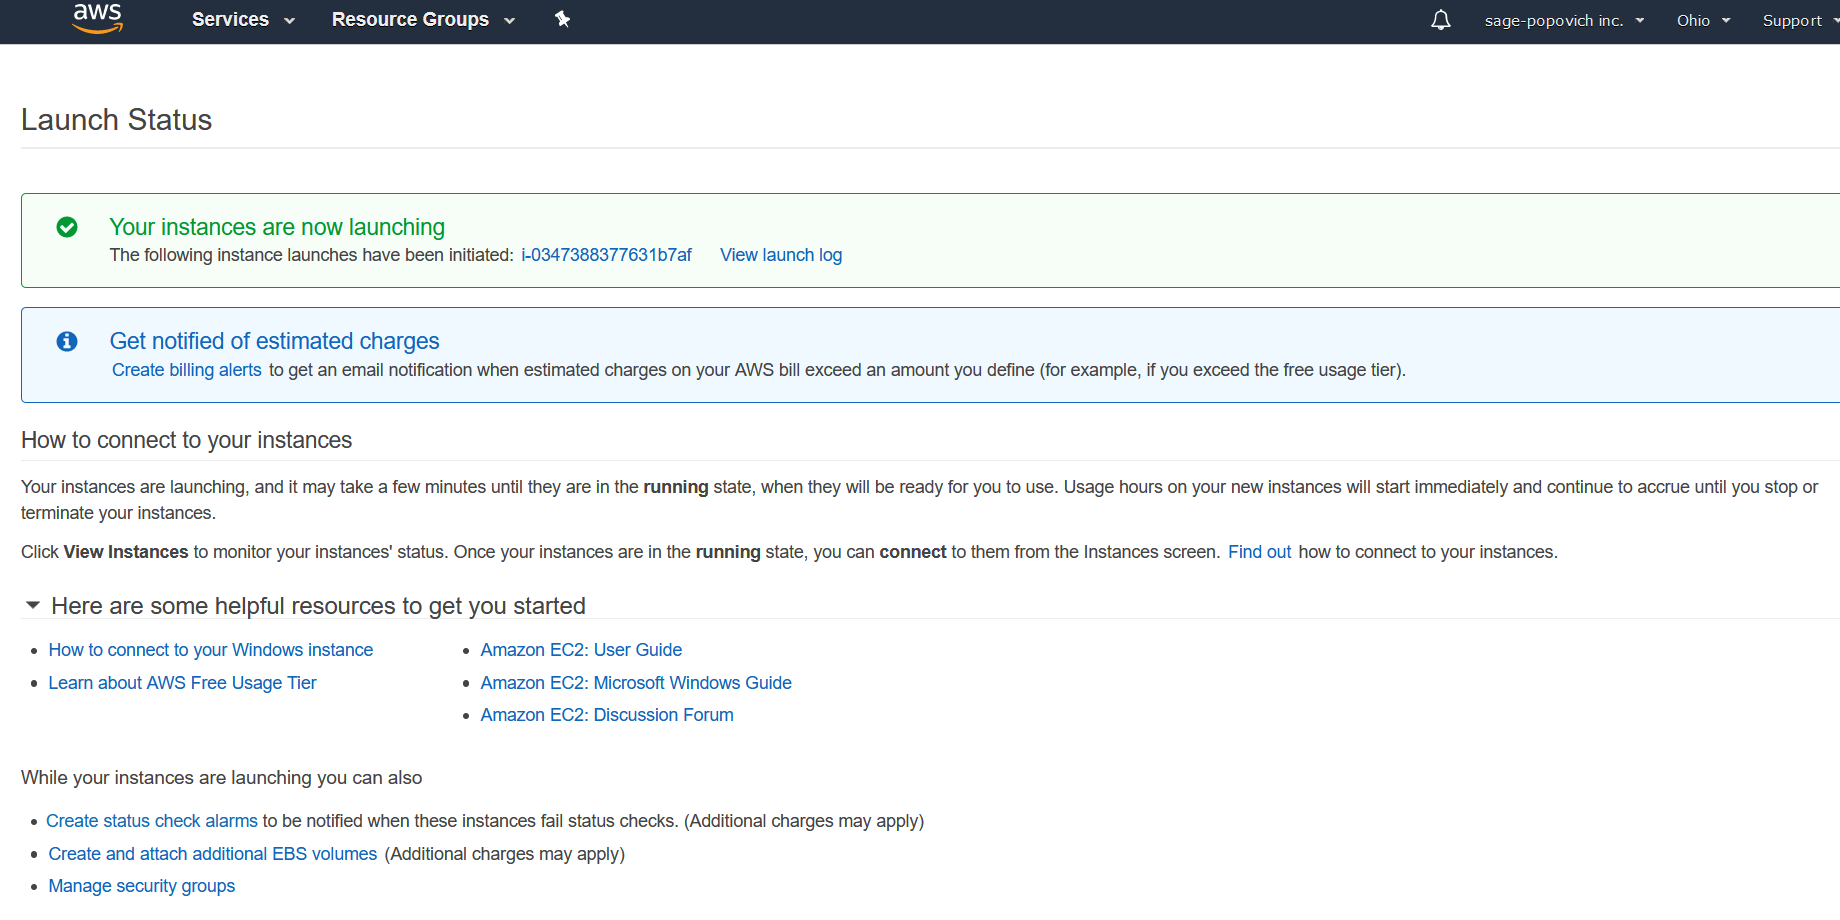 aws Services Resource Groups sage-popovich inc. Ohio Support
Launch Status
Your instances are now launching
The following instance launches have been initiated: i-0347388377631b7af View launch log
Get notified of estimated charges
Create billing alerts to get an email notification when estimated charges on your AWS bill exceed an amount you define (for example, if you exceed the free usage tier).
How to connect to your instances
Your instances are launching, and it may take a few minutes until they are in the running state, when they will be ready for you to use. Usage hours on your new instances will start immediately and continue to accrue until you stop or
terminate your instances.
Click View Instances to monitor your instances' status. Once your instances are in the running state, you can connect to them from the Instances screen. Find out how to connect to your instances.
Here are some helpful resources to get you started
• How to connect to your Windows instance
• Learn about AWS Free Usage Tier
• Amazon EC2: User Guide
• Amazon EC2: Microsoft Windows Guide
• Amazon EC2: Discussion Forum
While your instances are launching you can also
• Create status check alarms to be notified when these instances fail status checks. (Additional charges may apply)
• Create and attach additional EBS volumes (Additional charges may apply)
• Manage security groups